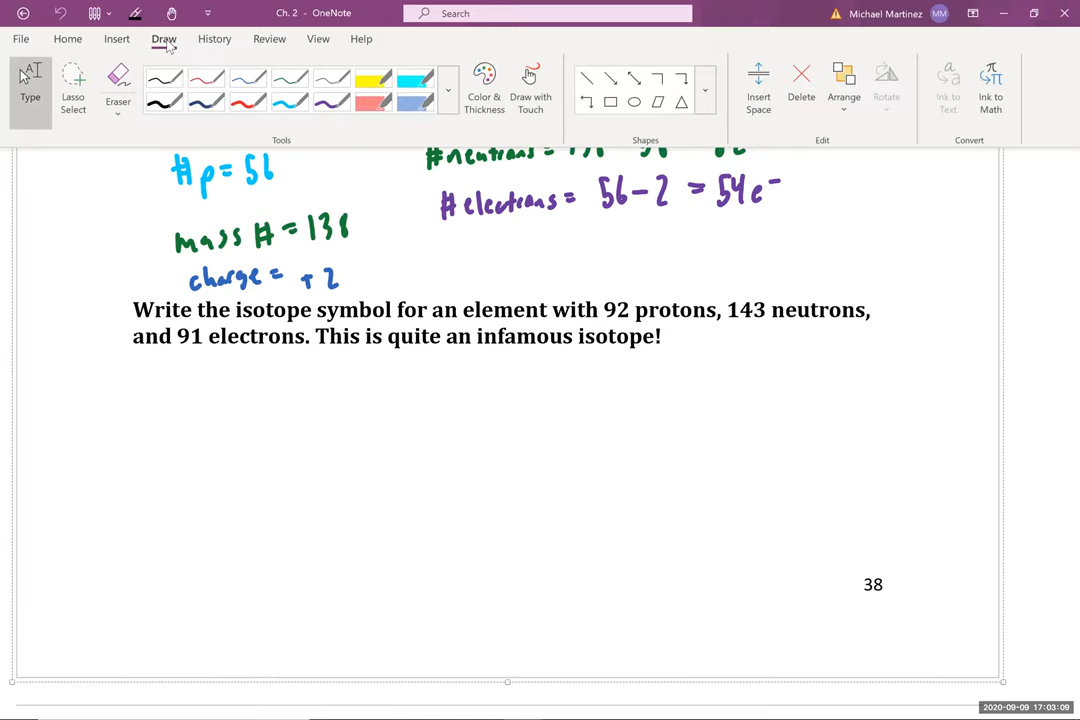 Ch. 2 - OneNote
Search
Michael Martinez MM
File Home Insert Draw History Review View Help
Type
Lasso Select
Eraser
Color & Thickness
Draw with Touch
Insert Space
Delete
Arrange
Rotate
Ink to Text
Ink to Math
Tools Shapes Edit Convert
# p = 56
#neutrons =
#electrons = 56 - 2 = 54 e-
mass # = 138
charge = +2
Write the isotope symbol for an element with 92 protons, 143 neutrons,
and 91 electrons. This is quite an infamous isotope!
38
2020-09-09 17:03:09